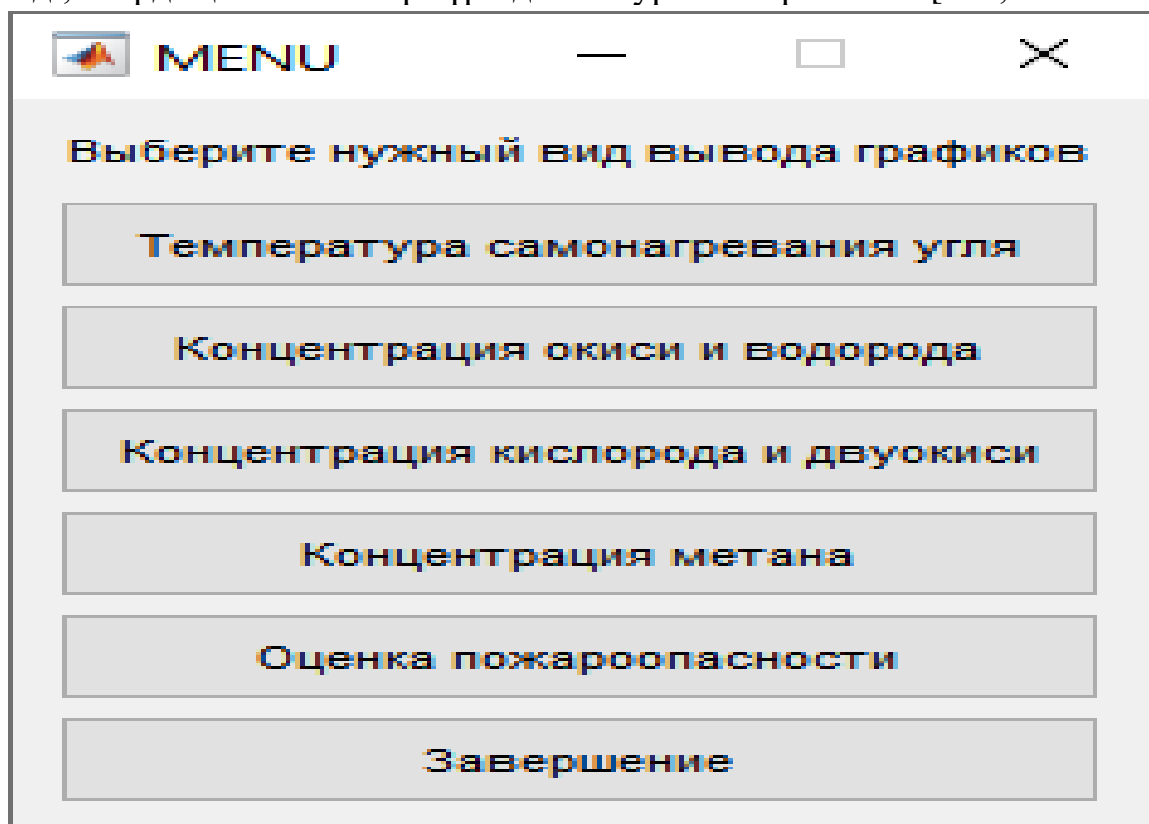 MENU
Выберите нужный вид вывода графиков
Температура самонагревания угля
Концентрация окиси и водорода
Концентрация кислорода и двуокиси
Концентрация метана
Оценка пожароопасности
Завершение